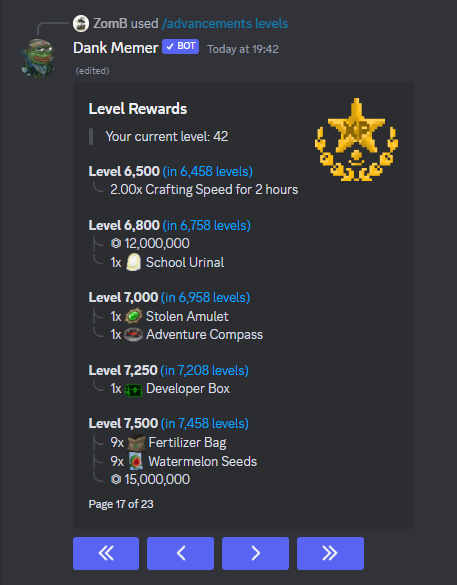 ZomB used /advancements levels
Dank Memer ✓ BOT Today at 19:42
(edited)
Level Rewards
Your current level: 42
XP
Level 6,500 (in 6,458 levels)
2.00x Crafting Speed for 2 hours
Level 6,800 (in 6,758 levels)
12,000,000
1x School Urinal
Level 7,000 (in 6,958 levels)
1x Stolen Amulet
1x Adventure Compass
Level 7,250 (in 7,208 levels)
1x Developer Box
Level 7,500 (in 7,458 levels)
9x Fertilizer Bag
9x Watermelon Seeds
15,000,000
Page 17 of 23